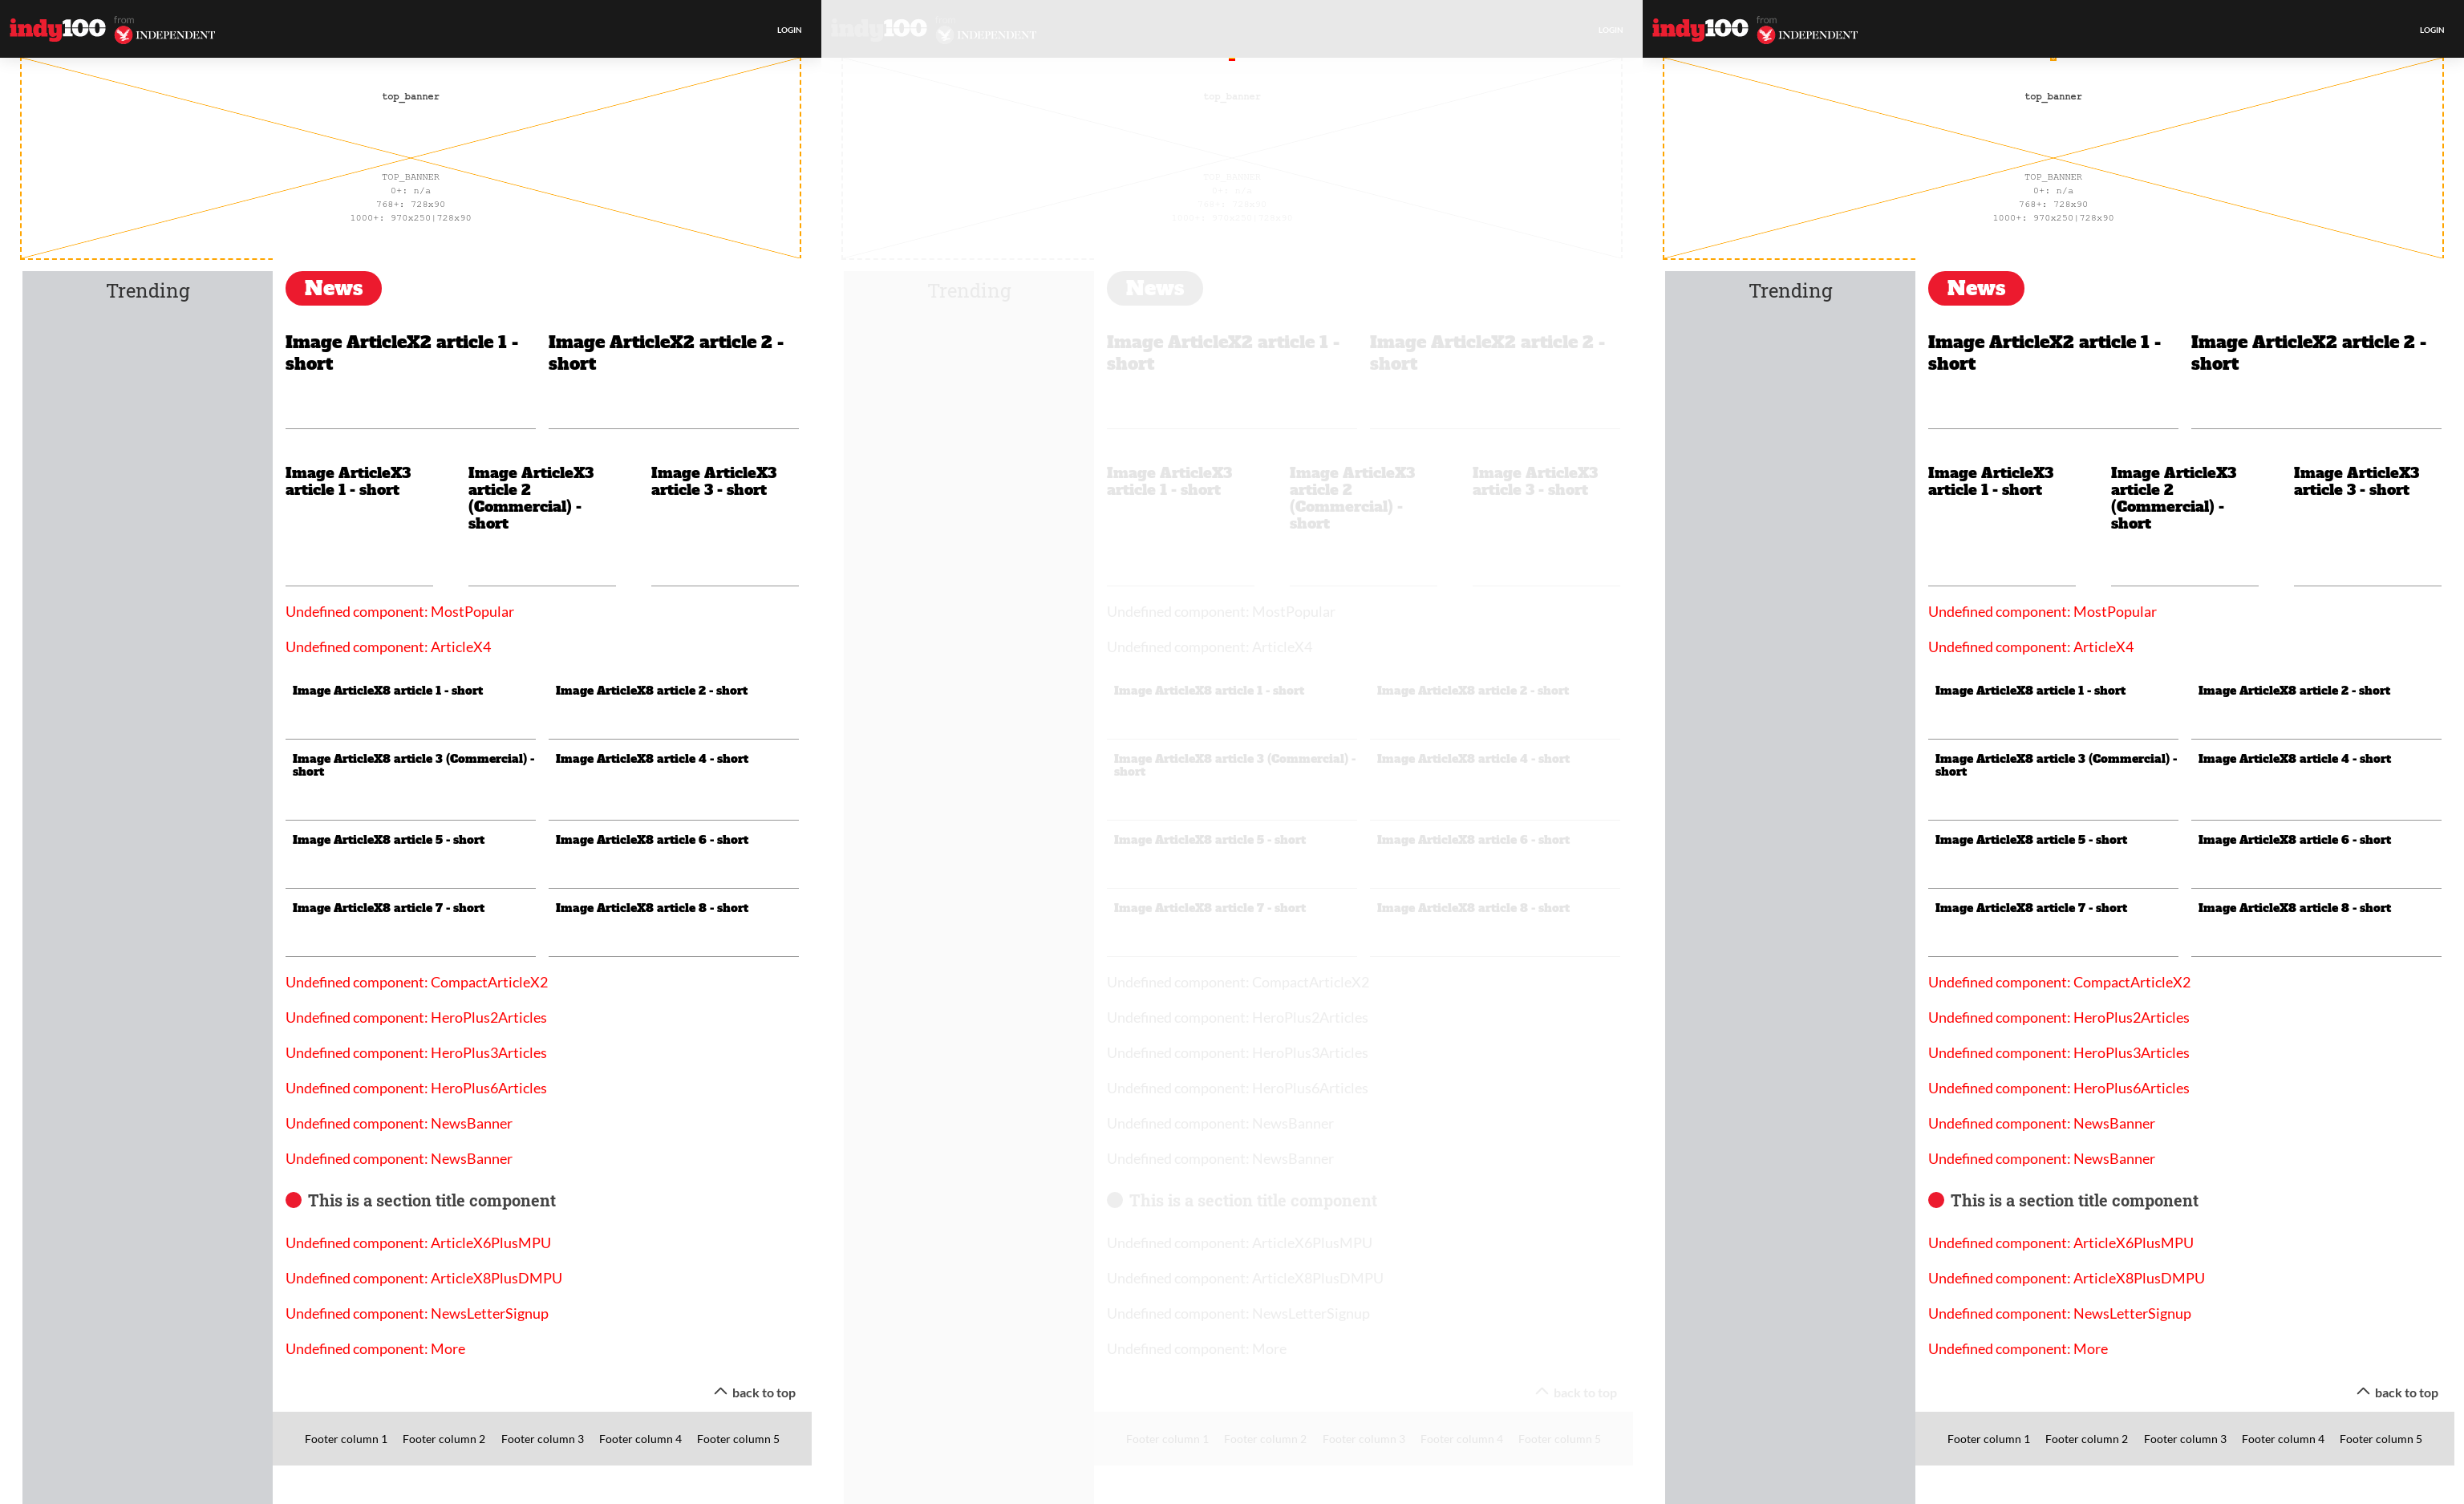 indy100 from INDEPENDENT
LOGIN
top_banner
TOP_BANNER
0+: n/a
768+: 728x90
1000+: 970x250|728x90
Trending
News
Image ArticleX2 article 1 -
short
Image ArticleX2 article 2 -
short
Image ArticleX3
article 1 - short
Image ArticleX3
article 2
(Commercial) -
short
Image ArticleX3
article 3 - short
Undefined component: MostPopular
Undefined component: ArticleX4
Image ArticleX8 article 1 - short
Image ArticleX8 article 2 - short
Image ArticleX8 article 3 (Commercial) -
short
Image ArticleX8 article 4 - short
Image ArticleX8 article 5 - short
Image ArticleX8 article 6 - short
Image ArticleX8 article 7 - short
Image ArticleX8 article 8 - short
Undefined component: CompactArticleX2
Undefined component: HeroPlus2Articles
Undefined component: HeroPlus3Articles
Undefined component: HeroPlus6Articles
Undefined component: NewsBanner
Undefined component: NewsBanner
This is a section title component
Undefined component: ArticleX6PlusMPU
Undefined component: ArticleX8PlusDMPU
Undefined component: NewsLetterSignup
Undefined component: More
back to top
Footer column 1
Footer column 2
Footer column 3
Footer column 4
Footer column 5
indy100 from INDEPENDENT
LOGIN
top_banner
TOP_BANNER
0+: n/a
768+: 728x90
1000+: 970x250|728x90
Trending
News
Image ArticleX2 article 1 -
short
Image ArticleX2 article 2 -
short
Image ArticleX3
article 1 - short
Image ArticleX3
article 2
(Commercial) -
short
Image ArticleX3
article 3 - short
Undefined component: MostPopular
Undefined component: ArticleX4
Image ArticleX8 article 1 - short
Image ArticleX8 article 2 - short
Image ArticleX8 article 3 (Commercial) -
short
Image ArticleX8 article 4 - short
Image ArticleX8 article 5 - short
Image ArticleX8 article 6 - short
Image ArticleX8 article 7 - short
Image ArticleX8 article 8 - short
Undefined component: CompactArticleX2
Undefined component: HeroPlus2Articles
Undefined component: HeroPlus3Articles
Undefined component: HeroPlus6Articles
Undefined component: NewsBanner
Undefined component: NewsBanner
This is a section title component
Undefined component: ArticleX6PlusMPU
Undefined component: ArticleX8PlusDMPU
Undefined component: NewsLetterSignup
Undefined component: More
back to top
Footer column 1
Footer column 2
Footer column 3
Footer column 4
Footer column 5
indy100 from INDEPENDENT
LOGIN
top_banner
TOP_BANNER
0+: n/a
768+: 728x90
1000+: 970x250|728x90
Trending
News
Image ArticleX2 article 1 -
short
Image ArticleX2 article 2 -
short
Image ArticleX3
article 1 - short
Image ArticleX3
article 2
(Commercial) -
short
Image ArticleX3
article 3 - short
Undefined component: MostPopular
Undefined component: ArticleX4
Image ArticleX8 article 1 - short
Image ArticleX8 article 2 - short
Image ArticleX8 article 3 (Commercial) -
short
Image ArticleX8 article 4 - short
Image ArticleX8 article 5 - short
Image ArticleX8 article 6 - short
Image ArticleX8 article 7 - short
Image ArticleX8 article 8 - short
Undefined component: CompactArticleX2
Undefined component: HeroPlus2Articles
Undefined component: HeroPlus3Articles
Undefined component: HeroPlus6Articles
Undefined component: NewsBanner
Undefined component: NewsBanner
This is a section title component
Undefined component: ArticleX6PlusMPU
Undefined component: ArticleX8PlusDMPU
Undefined component: NewsLetterSignup
Undefined component: More
back to top
Footer column 1
Footer column 2
Footer column 3
Footer column 4
Footer column 5